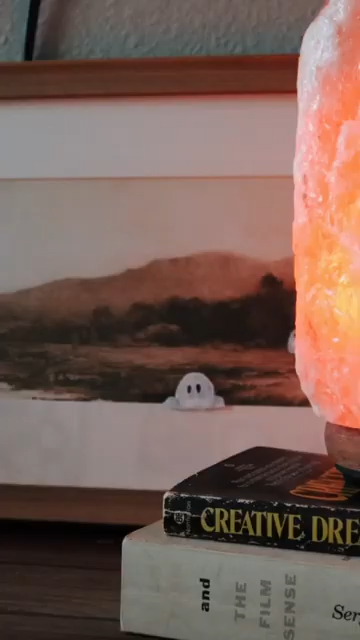 CREATIVE DRE
and
THE
FILM
SENSE
Ser